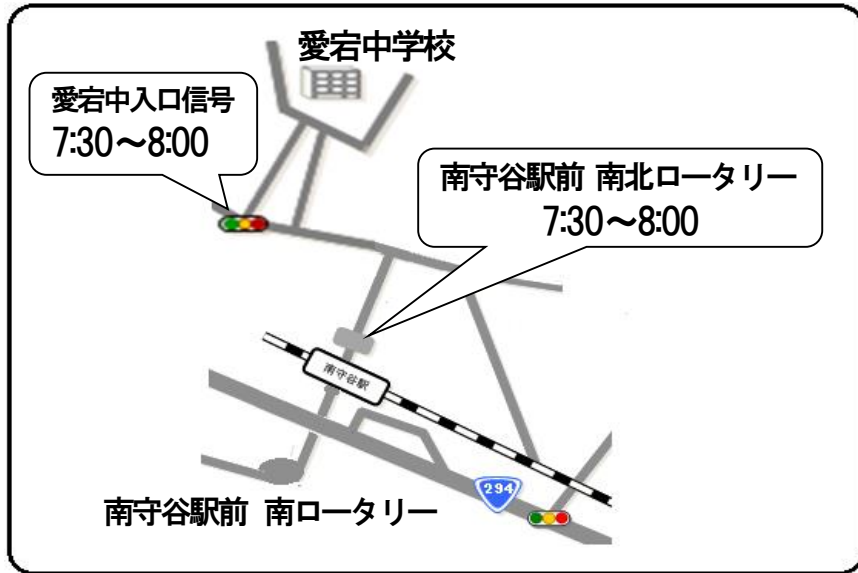 愛宕中学校
愛宕中入口信号
7:30～8:00
南守谷駅前 南北ロータリー
7:30～8:00
南守谷駅
294
南守谷駅前 南ロータリー